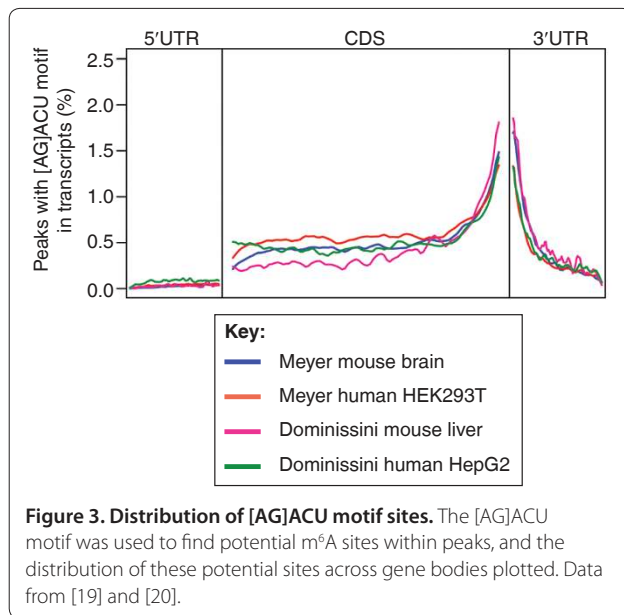 5′UTR CDS 3′UTR
Peaks with [AG]ACU motif
in transcripts (%)
2.5
2.0
1.5
1.0
0.5
0.0
Key:
Meyer mouse brain
Meyer human HEK293T
Dominissini mouse liver
Dominissini human HepG2
Figure 3. Distribution of [AG]ACU motif sites. The [AG]ACU
motif was used to find potential m⁶A sites within peaks, and the
distribution of these potential sites across gene bodies plotted. Data
from [19] and [20].